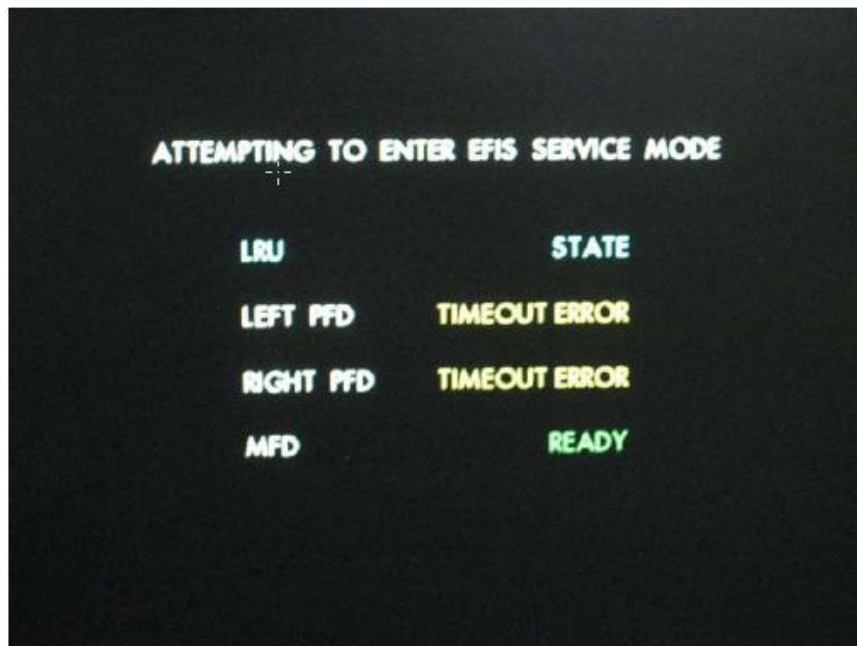 ATTEMPTING TO ENTER EFIS SERVICE MODE
LRU STATE
LEFT PFD TIMEOUT ERROR
RIGHT PFD TIMEOUT ERROR
MFD READY